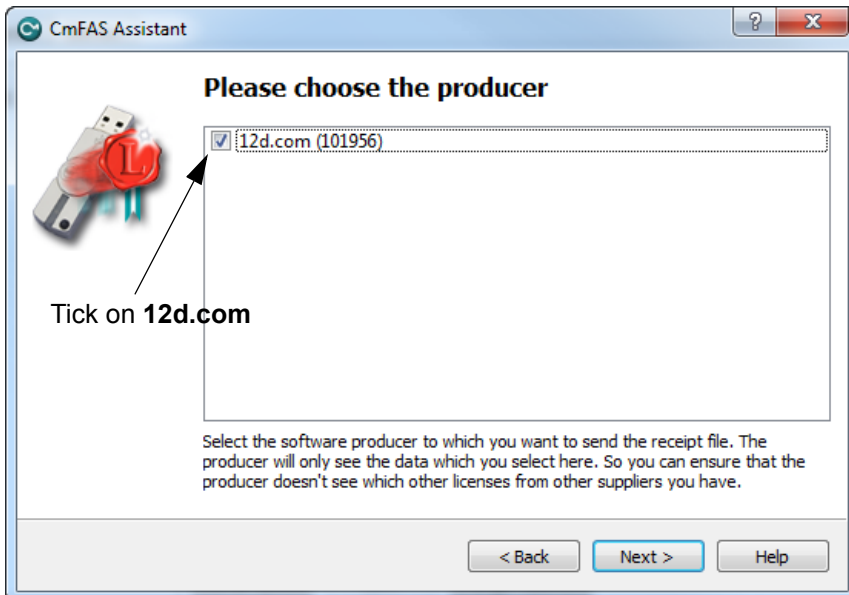 CmFAS Assistant
?
X
Please choose the producer
12d.com (101956)
L
Tick on 12d.com
Select the software producer to which you want to send the receipt file. The
producer will only see the data which you select here. So you can ensure that the
producer doesn't see which other licenses from other suppliers you have.
< Back
Next >
Help